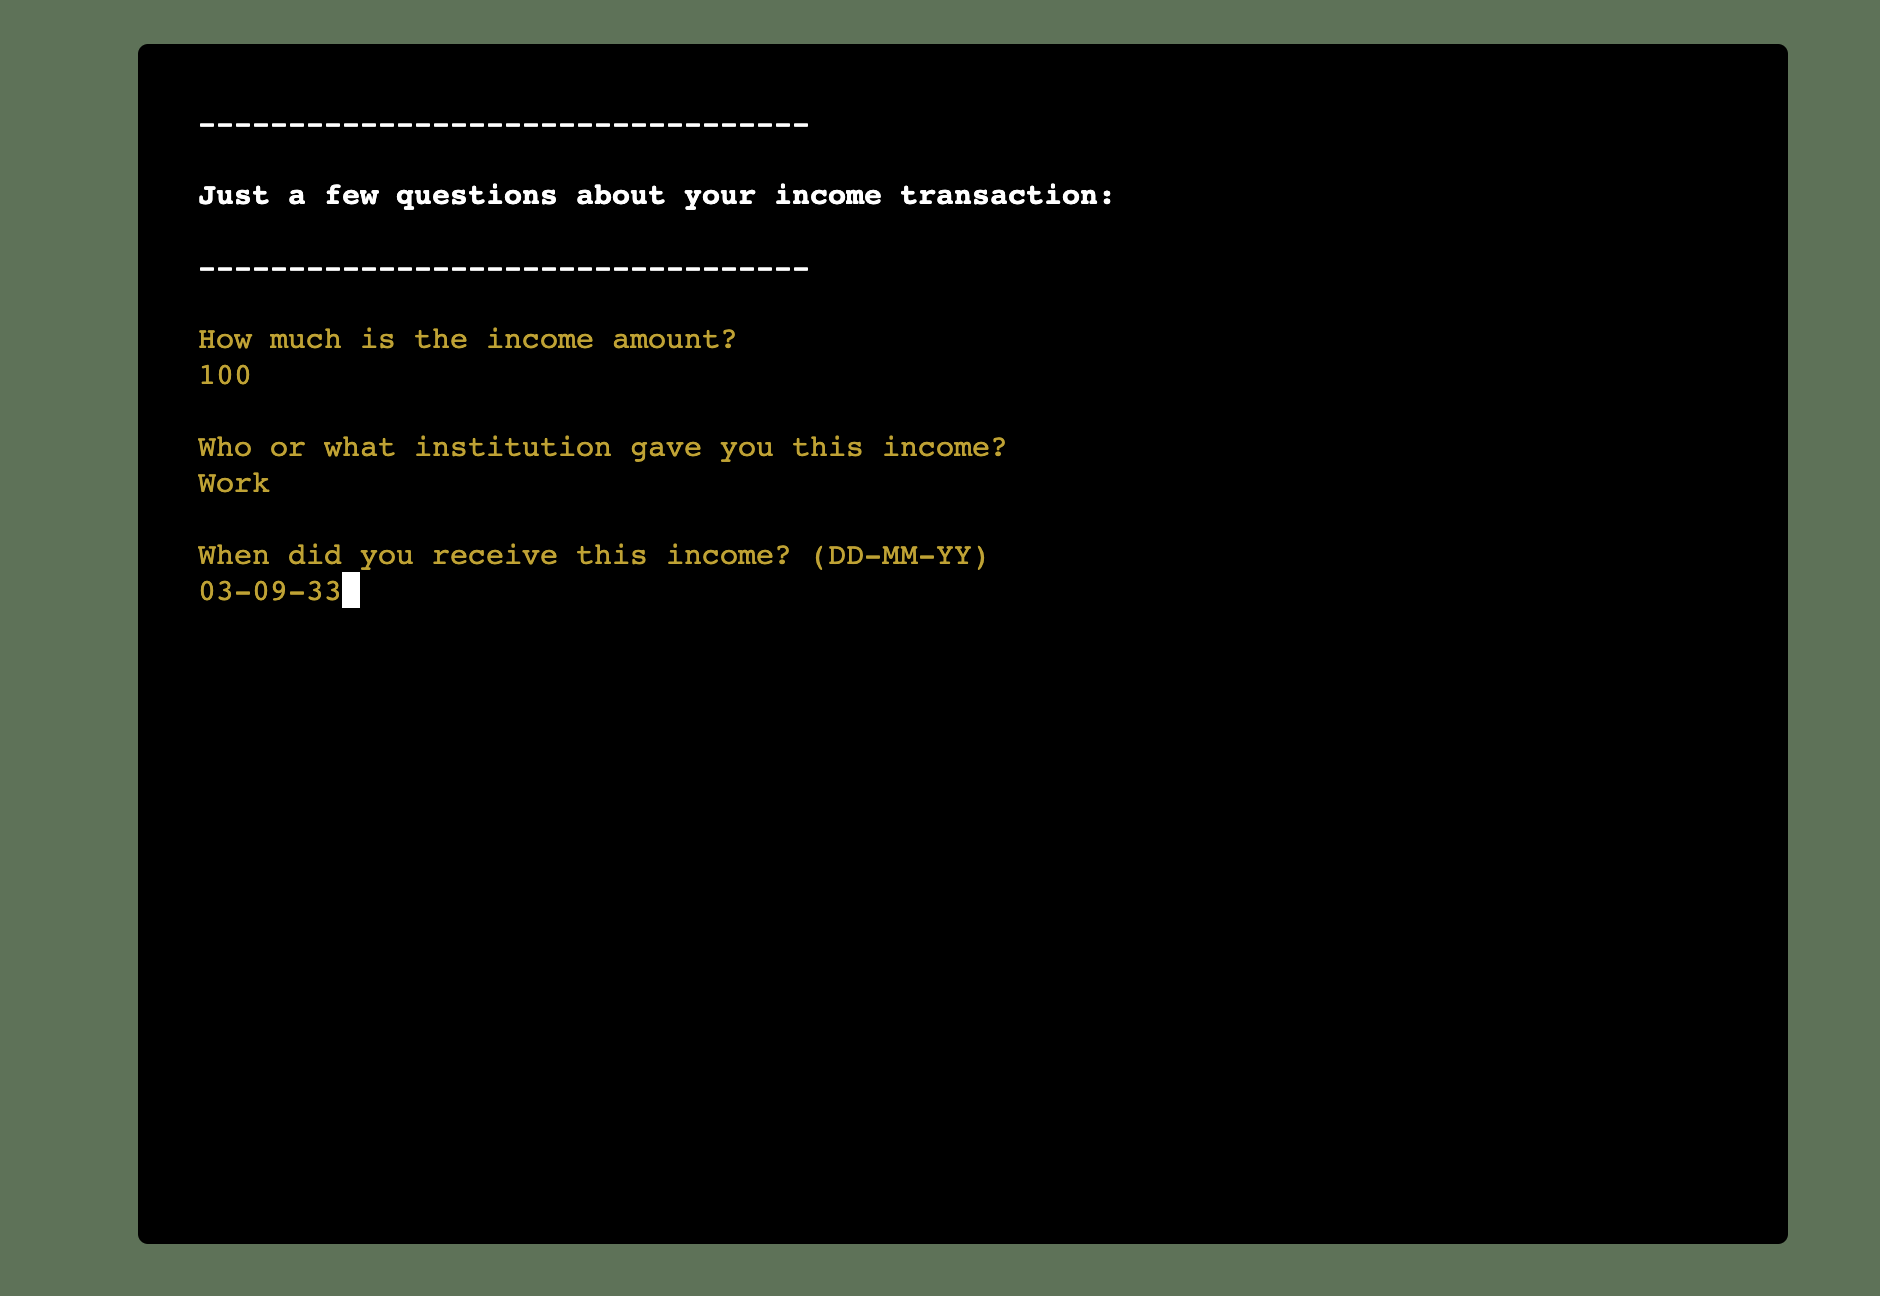 ----------------------------------
Just a few questions about your income transaction:
----------------------------------
How much is the income amount?
100
Who or what institution gave you this income?
Work
When did you receive this income? (DD-MM-YY)
03-09-33